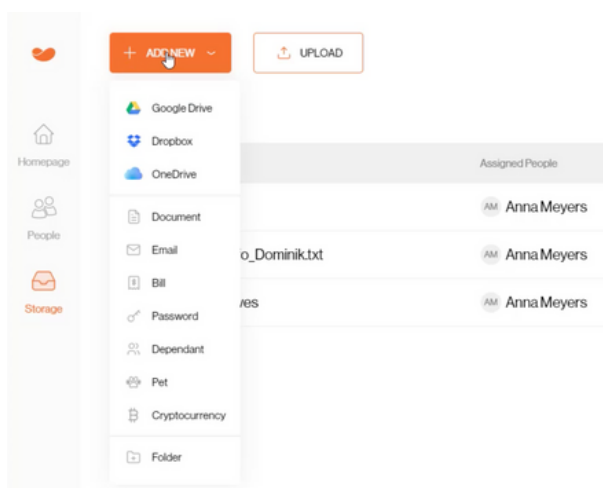 ADD NEW
UPLOAD
Google Drive
Dropbox
OneDrive
Homepage
Assigned People
Document
AM Anna Meyers
People
Email
o_Dominik.txt
AM Anna Meyers
Bill
Storage
ves
AM Anna Meyers
Password
Dependant
Pet
Cryptocurrency
Folder